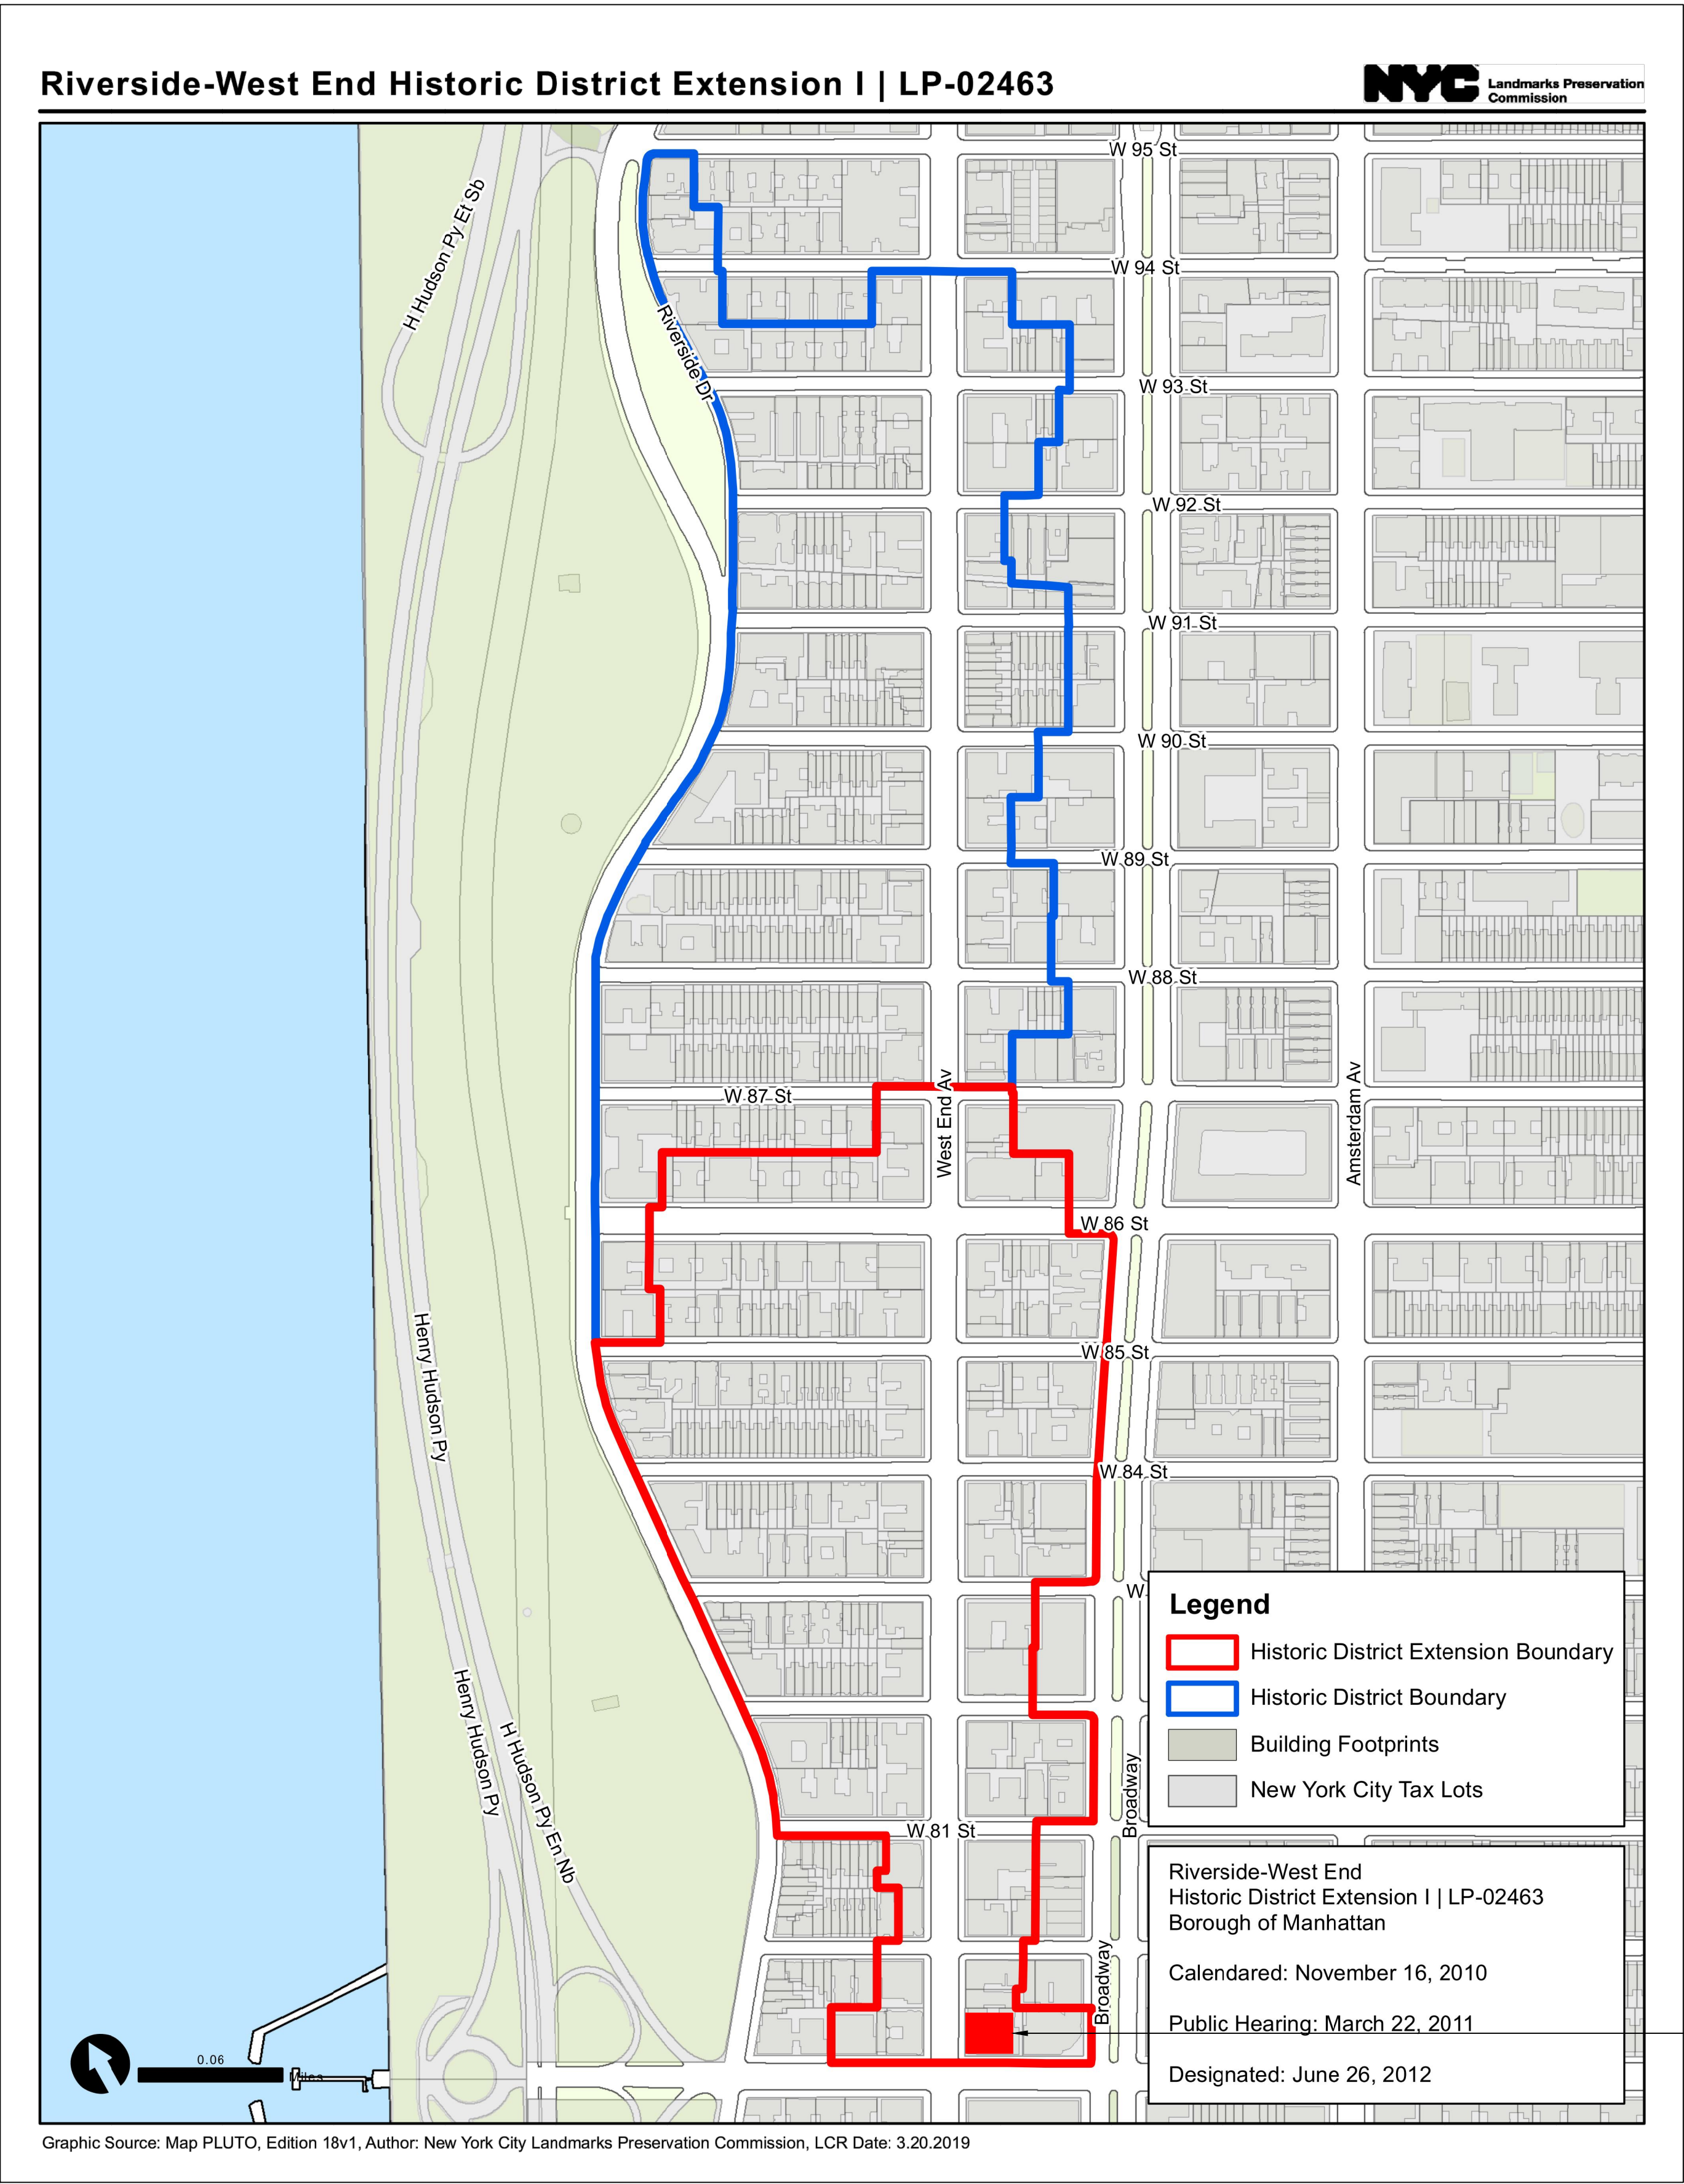 Riverside-West End Historic District Extension I | LP-02463
NYC Landmarks Preservation
Commission
W 95 St
H Hudson Py Et Sb
W 94 St
Riverside Dr
W 93 St
W 92 St
W 91 St
W 90 St
W 89 St
W 88 St
W 87 St
West End Av
Amsterdam Av
W 86 St
Henry Hudson Py
W 85 St
W 84 St
W
Legend
Historic District Extension Boundary
Historic District Boundary
Building Footprints
New York City Tax Lots
Henry Hudson Py
H Hudson Py En Nb
Broadway
W 81 St
Riverside-West End
Historic District Extension I | LP-02463
Borough of Manhattan
Calendared: November 16, 2010
Broadway
Public Hearing: March 22, 2011
Designated: June 26, 2012
0.06
Miles
Graphic Source: Map PLUTO, Edition 18v1, Author: New York City Landmarks Preservation Commission, LCR Date: 3.20.2019